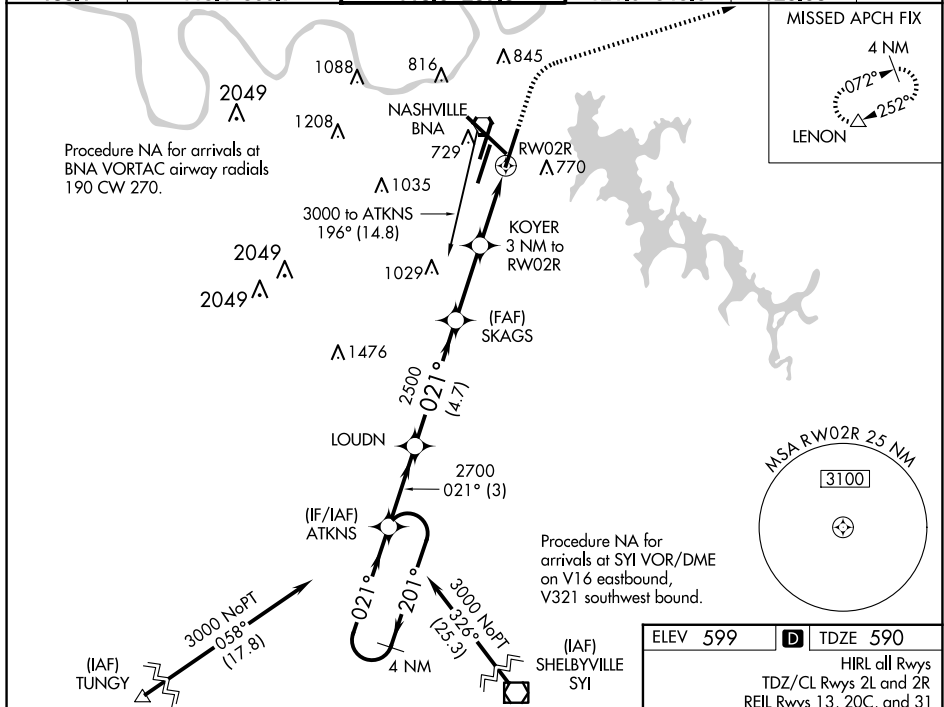 MISSED APCH FIX
4 NM
072°
252°
LENON
845
816
1088
2049
1208
NASHVILLE
BNA
729
RW02R
770
Procedure NA for arrivals at
BNA VORTAC airway radials
190 CW 270.
1035
3000 to ATKNS
196° (14.8)
KOYER
3 NM to
RW02R
2049
1029
2049
(FAF)
SKAGS
1476
2500
021°
(4.7)
LOUDN
2700
021° (3)
MSA RW02R 25 NM
3100
(IF/IAF)
ATKNS
Procedure NA for
arrivals at SYI VOR/DME
on V16 eastbound,
V321 southwest bound.
021°
201°
4 NM
3000 NoPT
058°
(17.8)
(IAF)
TUNGY
3000 NoPT
326°
(25.3)
(IAF)
SHELBYVILLE
SYI
ELEV 599 D TDZE 590
HIRL all Rwys
TDZ/CL Rwys 2L and 2R
REIL Rwys 13, 20C, and 31